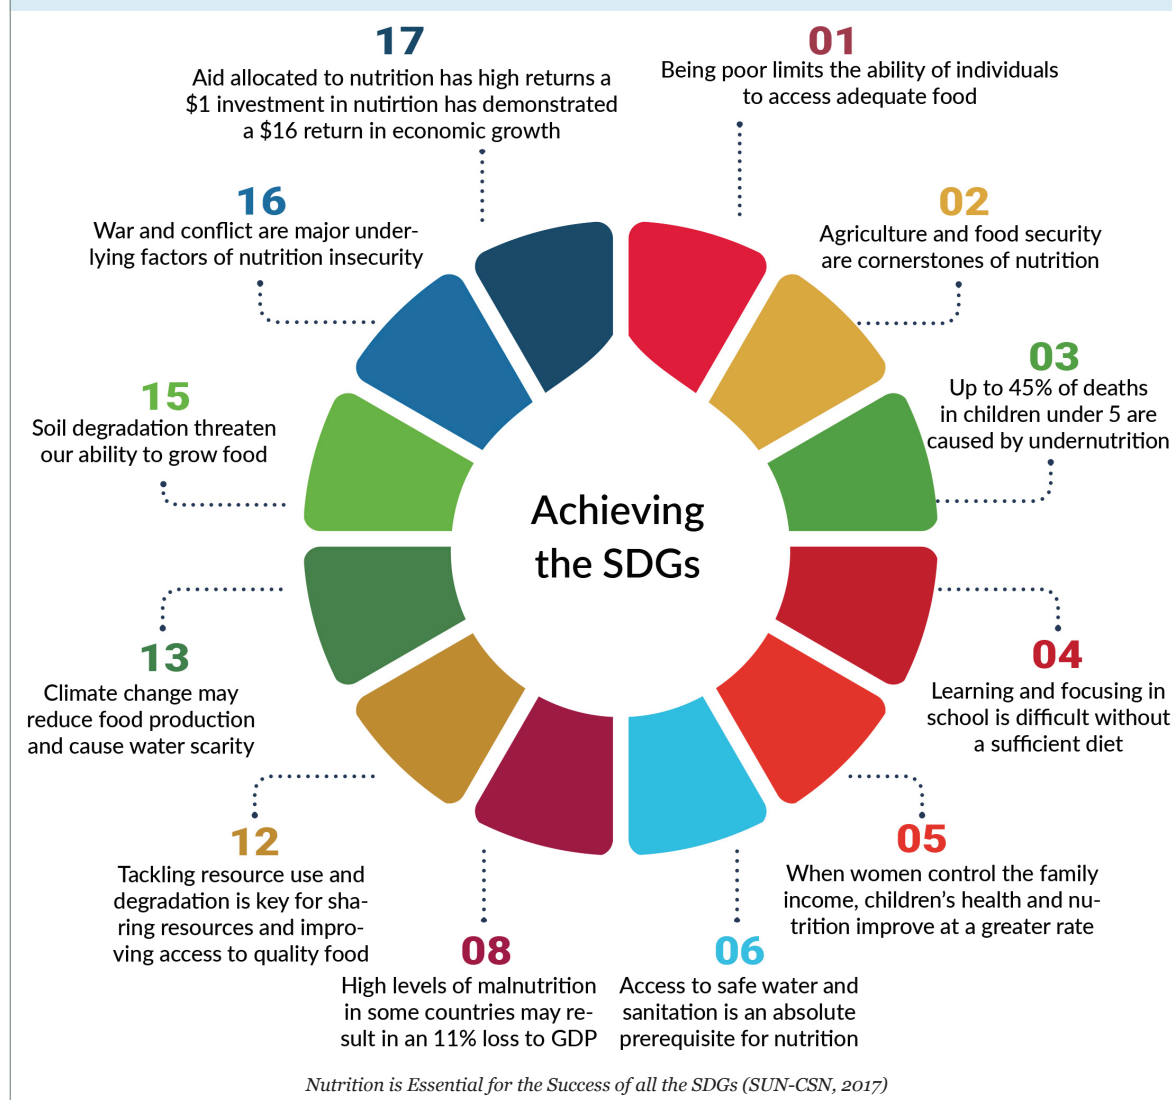 17
Aid allocated to nutrition has high returns a
$1 investment in nutirtion has demonstrated
a $16 return in economic growth
01
Being poor limits the ability of individuals
to access adequate food
16
War and conflict are major under-
lying factors of nutrition insecurity
02
Agriculture and food security
are cornerstones of nutrition
03
Up to 45% of deaths
in children under 5 are
caused by undernutrition
15
Soil degradation threaten
our ability to grow food
Achieving
the SDGs
13
Climate change may
reduce food production
and cause water scarity
04
Learning and focusing in
school is difficult without
a sufficient diet
12
Tackling resource use and
degradation is key for sha-
ring resources and impro-
ving access to quality food
05
When women control the family
income, children's health and nu-
trition improve at a greater rate
08
High levels of malnutrition
in some countries may re-
sult in an 11% loss to GDP
06
Access to safe water and
sanitation is an absolute
prerequisite for nutrition
Nutrition is Essential for the Success of all the SDGs (SUN-CSN, 2017)